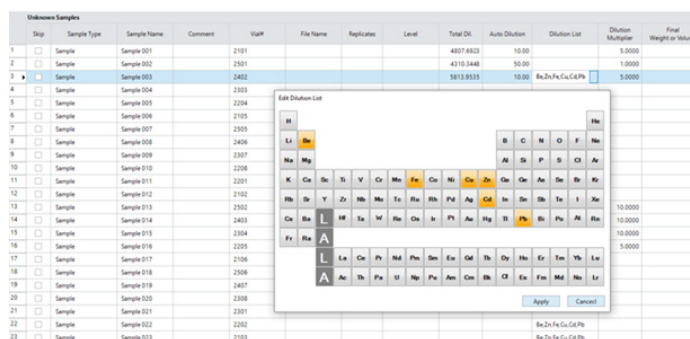 Unknown Samples
Skip Sample Type Sample Name Comment Vial# File Name Replicates Level Total Dil. Auto Dilution Dilution List Dilution Multiplier Final Weight or Volu
1 Sample Sample 001 2101 4807.6923 10.00 5.0000
2 Sample Sample 002 2501 4310.3448 50.00 1.0000
3 Sample Sample 003 2402 5813.9535 10.00 Be,Zn,Fe,Cu,Cd,Pb 5.0000
4 Sample Sample 004 2303
5 Sample Sample 005 2204
6 Sample Sample 006 2105
7 Sample Sample 007 2505
8 Sample Sample 008 2406
9 Sample Sample 009 2307
10 Sample Sample 010 2208
11 Sample Sample 011 2201
12 Sample Sample 012 2102
13 Sample Sample 013 2502 10.0000
14 Sample Sample 014 2403 10.0000
15 Sample Sample 015 2304 10.0000
16 Sample Sample 016 2205 5.0000
17 Sample Sample 017 2106
18 Sample Sample 018 2506
19 Sample Sample 019 2407
20 Sample Sample 020 2308
21 Sample Sample 021 2301
22 Sample Sample 022 2202 Be,Zn,Fe,Cu,Cd,Pb
23 Sample Sample 023 2103 Be,Zn,Fe,Cu,Cd,Pb
Edit Dilution List
H He
Li Be B C N O F Ne
Na Mg Al Si P S Cl Ar
K Ca Sc Ti V Cr Mn Fe Co Ni Cu Zn Ga Ge As Se Br Kr
Rb Sr Y Zr Nb Mo Tc Ru Rh Pd Ag Cd In Sn Sb Te I Xe
Cs Ba L Hf Ta W Re Os Ir Pt Au Hg Tl Pb Bi Po At Rn
Fr Ra A
L La Ce Pr Nd Pm Sm Eu Gd Tb Dy Ho Er Tm Yb Lu
A Ac Th Pa U Np Pu Am Cm Bk Cf Es Fm Md No Lr
Apply Cancel